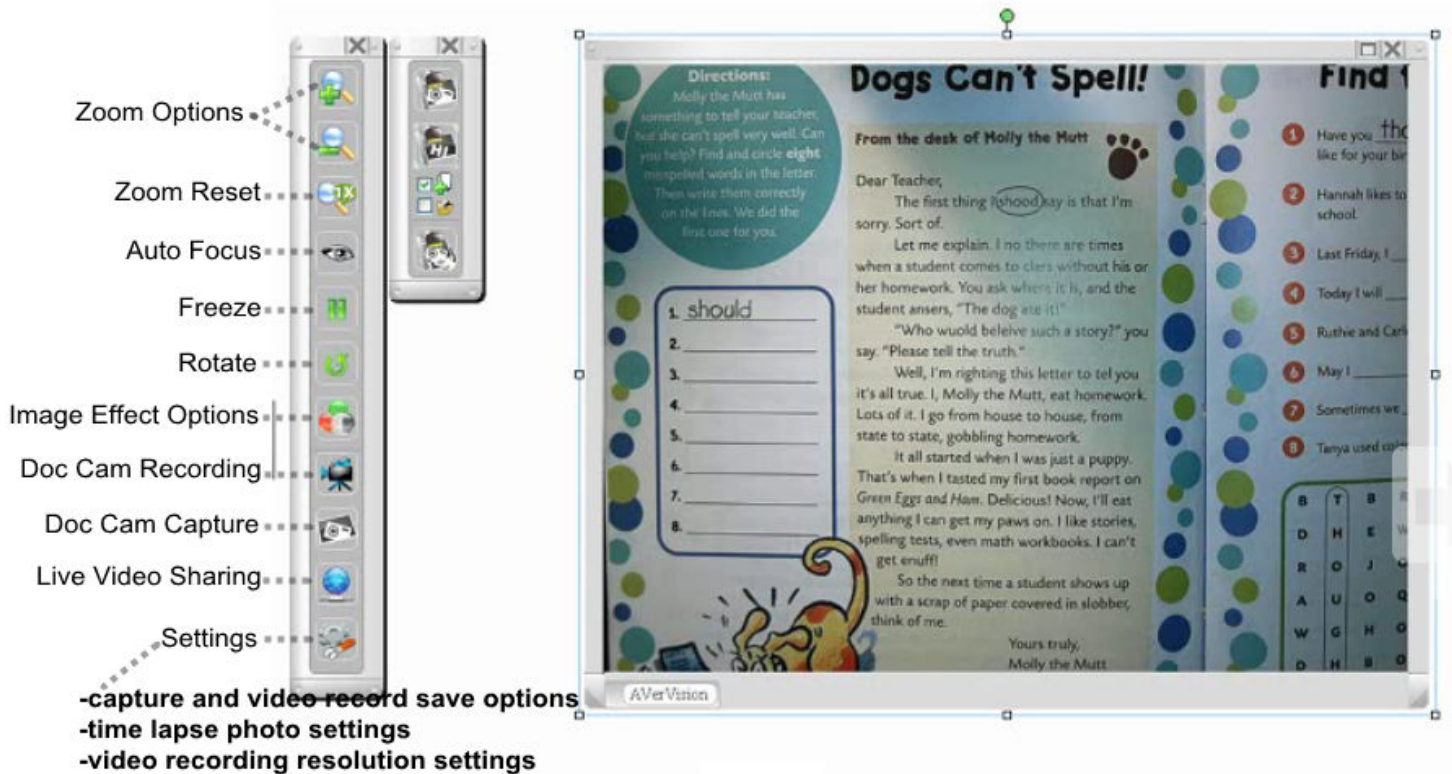 Zoom Options
Zoom Reset
Auto Focus
Freeze
Rotate
Image Effect Options
Doc Cam Recording
Doc Cam Capture
Live Video Sharing
Settings
-capture and video record save options
-time lapse photo settings
-video recording resolution settings
1X
HI
Directions:
Molly the Mutt has
something to tell your teacher,
but she can't spell very well. Can
you help? Find and circle eight
misspelled words in the letter.
Then write them correctly
on the lines. We did the
first one for you.
1. should
2.
3.
4.
5.
6.
7.
8.
Dogs Can't Spell!
From the desk of Molly the Mutt
Dear Teacher,
The first thing I shood say is that I'm
sorry. Sort of.
Let me explain. I no there are times
when a student comes to clars without his or
her homework. You ask where it is, and the
student ansers, "The dog ate it!"
"Who wuold beleive such a story?" you
say. "Please tell the truth."
Well, I'm righting this letter to tell you
it's all true. I, Molly the Mutt, eat homework.
Lots of it. I go from house to house, from
state to state, gobbling homework.
It all started when I was just a puppy.
That's when I tasted my first book report on
Green Eggs and Ham. Delicious! Now, I'll eat
anything I can get my paws on. I like stories,
spelling tests, even math workbooks. I can't
get enuff!
So the next time a student shows up
with a scrap of paper covered in slobber,
think of me.
Yours truly,
Molly the Mutt
Find
1 Have you
like for your
2 Hannah likes to
school.
3 Last Friday, I
4 Today I will
5 Ruthie and
6 May I
7 Sometimes we
8 Tanya used
B T B
D H E
R O J
A U O Q
W G H O
D H B O
AVerVision